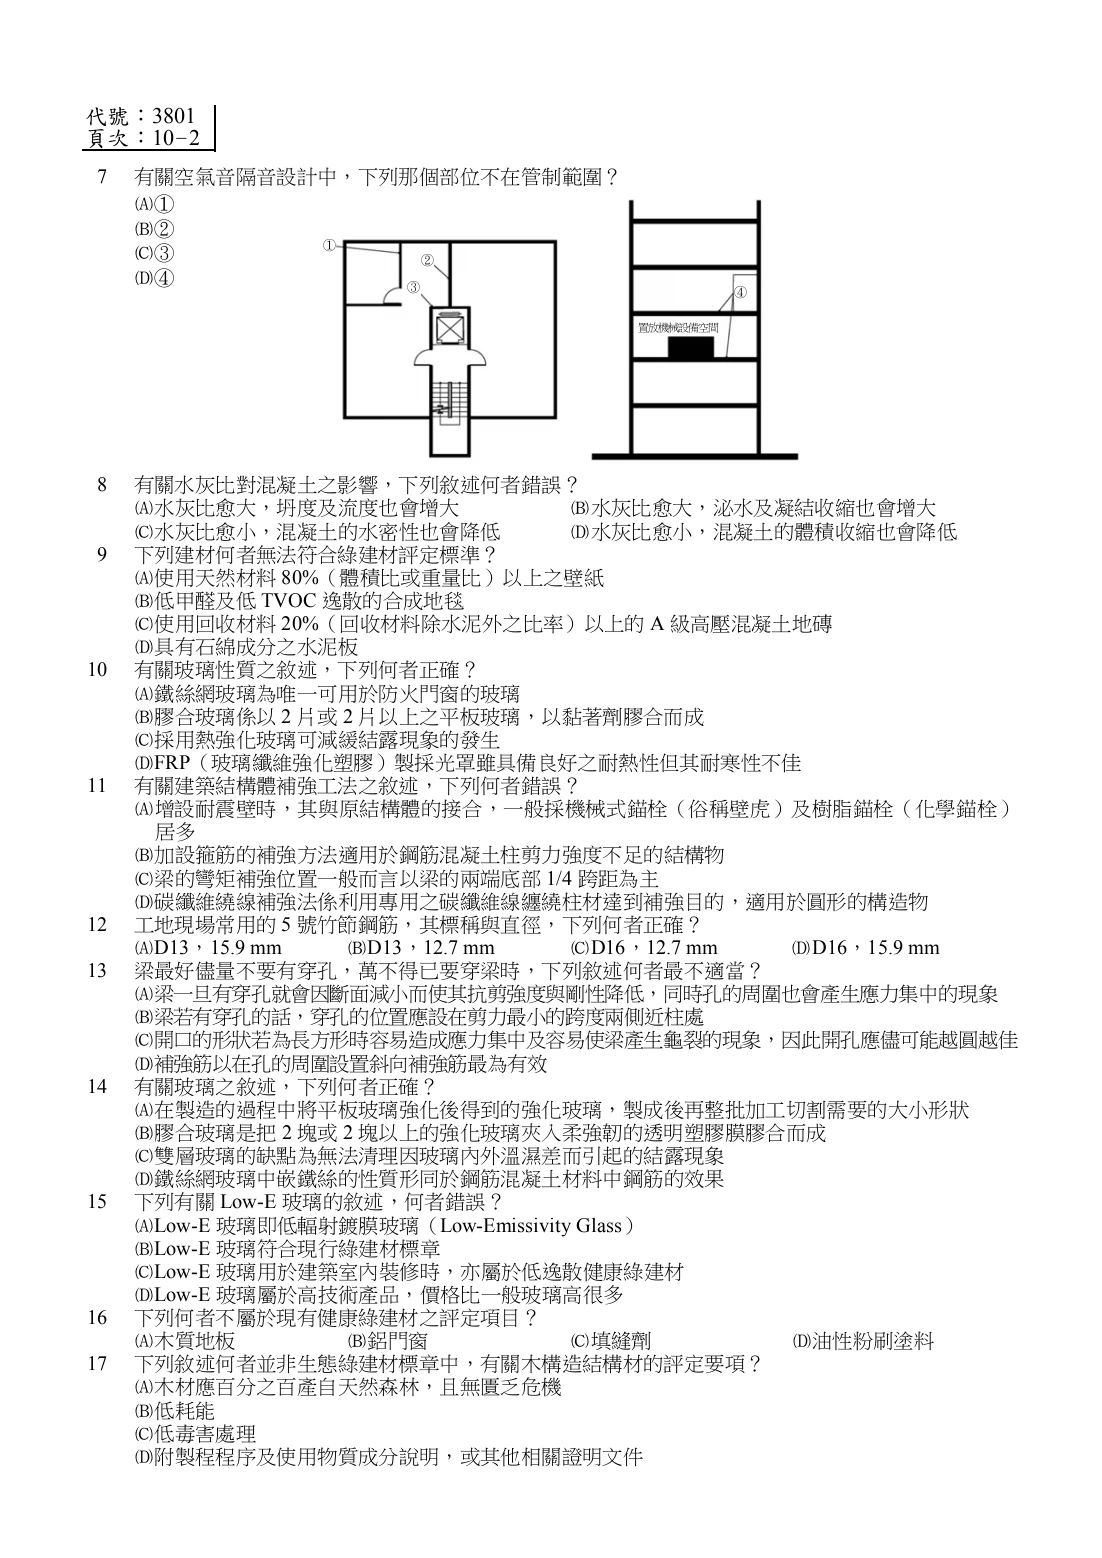 代號：3801
頁次：10－2
7 有關空氣音隔音設計中，下列那個部位不在管制範圍？
(A)①
(B)②
(C)③
(D)④
①
②
③
④
置放機械設備空間
8 有關水灰比對混凝土之影響，下列敘述何者錯誤？
(A)水灰比愈大，坍度及流度也會增大 (B)水灰比愈大，泌水及凝結收縮也會增大
(C)水灰比愈小，混凝土的水密性也會降低 (D)水灰比愈小，混凝土的體積收縮也會降低
9 下列建材何者無法符合綠建材評定標準？
(A)使用天然材料 80%（體積比或重量比）以上之壁紙
(B)低甲醛及低 TVOC 逸散的合成地毯
(C)使用回收材料 20%（回收材料除水泥外之比率）以上的 A 級高壓混凝土地磚
(D)具有石綿成分之水泥板
10 有關玻璃性質之敘述，下列何者正確？
(A)鐵絲網玻璃為唯一可用於防火門窗的玻璃
(B)膠合玻璃係以 2 片或 2 片以上之平板玻璃，以黏著劑膠合而成
(C)採用熱強化玻璃可減緩結露現象的發生
(D)FRP（玻璃纖維強化塑膠）製採光罩雖具備良好之耐熱性但其耐寒性不佳
11 有關建築結構體補強工法之敘述，下列何者錯誤？
(A)增設耐震壁時，其與原結構體的接合，一般採機械式錨栓（俗稱壁虎）及樹脂錨栓（化學錨栓）
居多
(B)加設箍筋的補強方法適用於鋼筋混凝土柱剪力強度不足的結構物
(C)梁的彎矩補強位置一般而言以梁的兩端底部 1/4 跨距為主
(D)碳纖維繞線補強法係利用專用之碳纖維線纏繞柱材達到補強目的，適用於圓形的構造物
12 工地現場常用的 5 號竹節鋼筋，其標稱與直徑，下列何者正確？
(A)D13，15.9 mm (B)D13，12.7 mm (C)D16，12.7 mm (D)D16，15.9 mm
13 梁最好儘量不要有穿孔，萬不得已要穿梁時，下列敘述何者最不適當？
(A)梁一旦有穿孔就會因斷面減小而使其抗剪強度與剛性降低，同時孔的周圍也會產生應力集中的現象
(B)梁若有穿孔的話，穿孔的位置應設在剪力最小的跨度兩側近柱處
(C)開口的形狀若為長方形時容易造成應力集中及容易使梁產生龜裂的現象，因此開孔應儘可能越圓越佳
(D)補強筋以在孔的周圍設置斜向補強筋最為有效
14 有關玻璃之敘述，下列何者正確？
(A)在製造的過程中將平板玻璃強化後得到的強化玻璃，製成後再整批加工切割需要的大小形狀
(B)膠合玻璃是把 2 塊或 2 塊以上的強化玻璃夾入柔強韌的透明塑膠膜膠合而成
(C)雙層玻璃的缺點為無法清理因玻璃內外溫濕差而引起的結露現象
(D)鐵絲網玻璃中嵌鐵絲的性質形同於鋼筋混凝土材料中鋼筋的效果
15 下列有關 Low-E 玻璃的敘述，何者錯誤？
(A)Low-E 玻璃即低輻射鍍膜玻璃（Low-Emissivity Glass）
(B)Low-E 玻璃符合現行綠建材標章
(C)Low-E 玻璃用於建築室內裝修時，亦屬於低逸散健康綠建材
(D)Low-E 玻璃屬於高技術產品，價格比一般玻璃高很多
16 下列何者不屬於現有健康綠建材之評定項目？
(A)木質地板 (B)鋁門窗 (C)填縫劑 (D)油性粉刷塗料
17 下列敘述何者並非生態綠建材標章中，有關木構造結構材的評定要項？
(A)木材應百分之百產自天然森林，且無匱乏危機
(B)低耗能
(C)低毒害處理
(D)附製程程序及使用物質成分說明，或其他相關證明文件